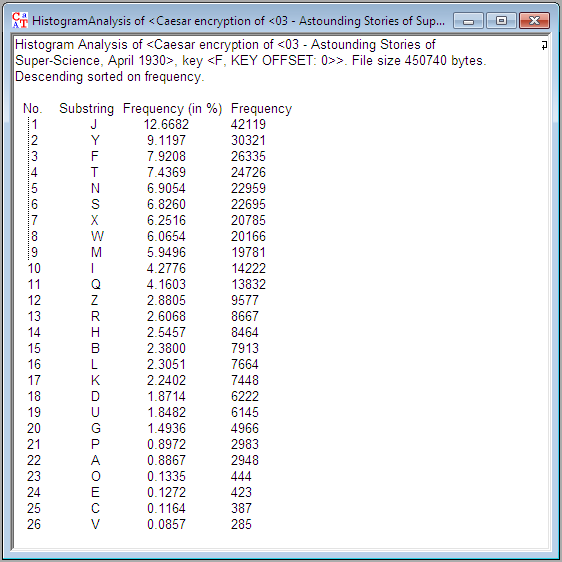 HistogramAnalysis of <Caesar encryption of <03 - Astounding Stories of Sup...
Histogram Analysis of <Caesar encryption of <03 - Astounding Stories of
Super-Science, April 1930>, key <F, KEY OFFSET: 0>>. File size 450740 bytes.
Descending sorted on frequency.
No. Substring Frequency (in %) Frequency
1 J 12.6682 42119
2 Y 9.1197 30321
3 F 7.9208 26335
4 T 7.4369 24726
5 N 6.9054 22959
6 S 6.8260 22695
7 X 6.2516 20785
8 W 6.0654 20166
9 M 5.9496 19781
10 I 4.2776 14222
11 Q 4.1603 13832
12 Z 2.8805 9577
13 R 2.6068 8667
14 H 2.5457 8464
15 B 2.3800 7913
16 L 2.3051 7664
17 K 2.2402 7448
18 D 1.8714 6222
19 U 1.8482 6145
20 G 1.4936 4966
21 P 0.8972 2983
22 A 0.8867 2948
23 O 0.1335 444
24 E 0.1272 423
25 C 0.1164 387
26 V 0.0857 285